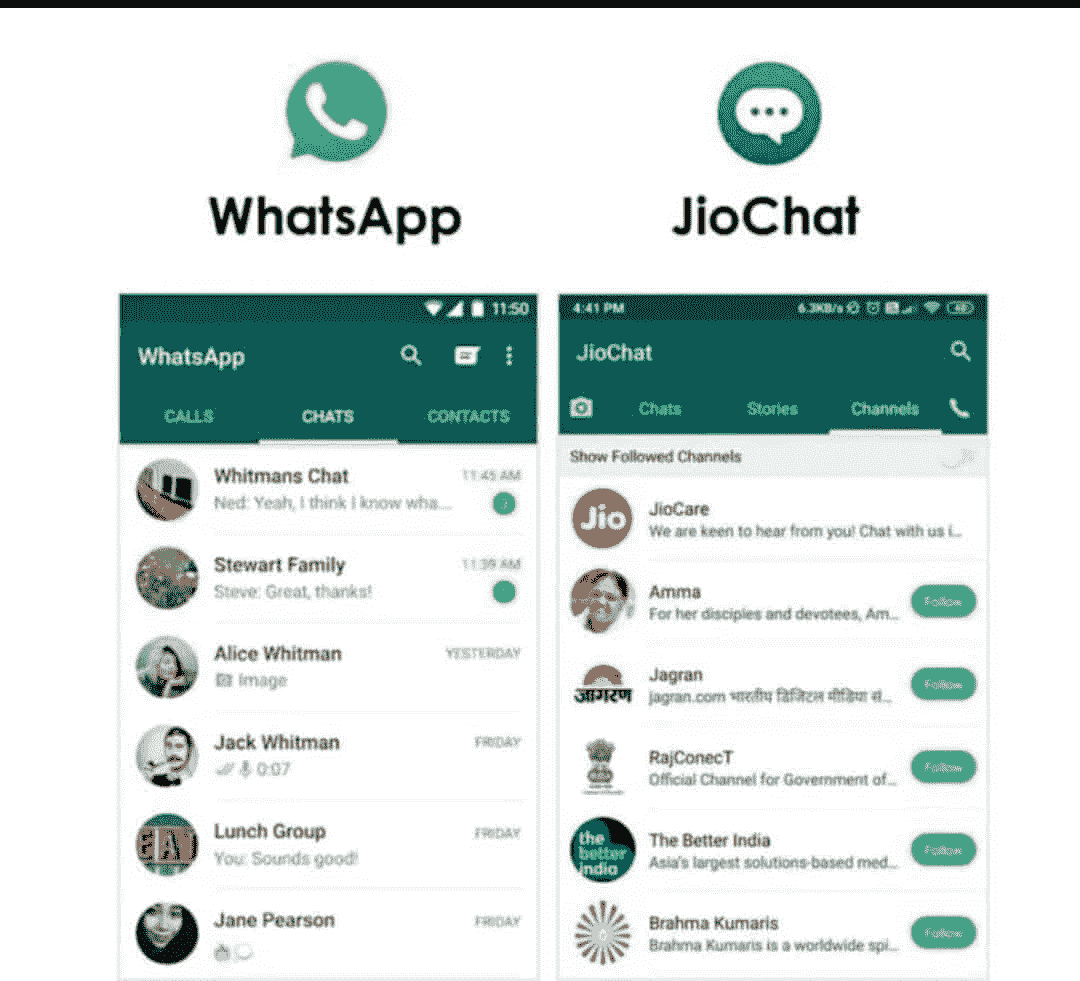 WhatsApp
JioChat
11:50
WhatsApp
CALLS CHATS CONTACTS
Whitmans Chat 11:45 AM
Ned: Yeah, I think I know wha...
Stewart Family 11:39 AM
Steve: Great, thanks!
Alice Whitman YESTERDAY
Image
Jack Whitman FRIDAY
0:07
Lunch Group FRIDAY
You: Sounds good!
Jane Pearson FRIDAY
4:41 PM 6.3KB/s
JioChat
Chats Stories Channels
Show Followed Channels
Jio
JioCare
We are keen to hear from you! Chat with us i...
Amma
For her disciples and devotees, Am...
Follow
जागरण
Jagran
jagran.com भारतीय डिजिटल मीडिया सं...
Follow
RajConecT
Official Channel for Government of...
Follow
the
better
india
The Better India
Asia's largest solutions-based med...
Follow
Brahma Kumaris
Brahma Kumaris is a worldwide spi...
Follow